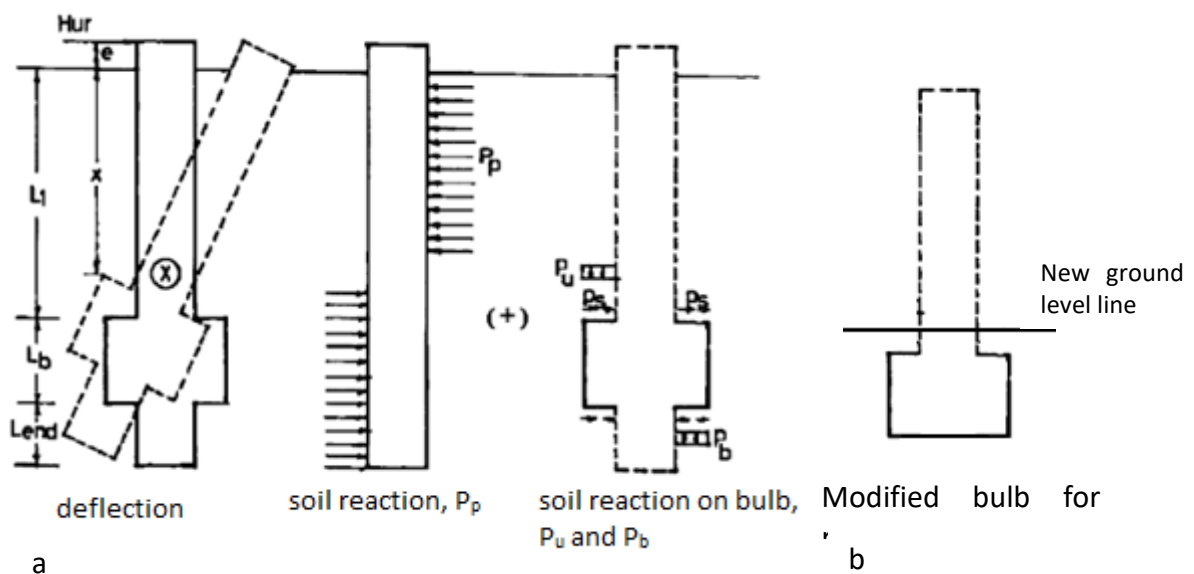 Hur
e
x
L1
Lb
Lend
X
deflection
a
Pp
soil reaction, Pp
(+)
Pu
Ps
Ps
Pb
soil reaction on bulb,
Pu and Pb
New ground
level line
Modified bulb for
b